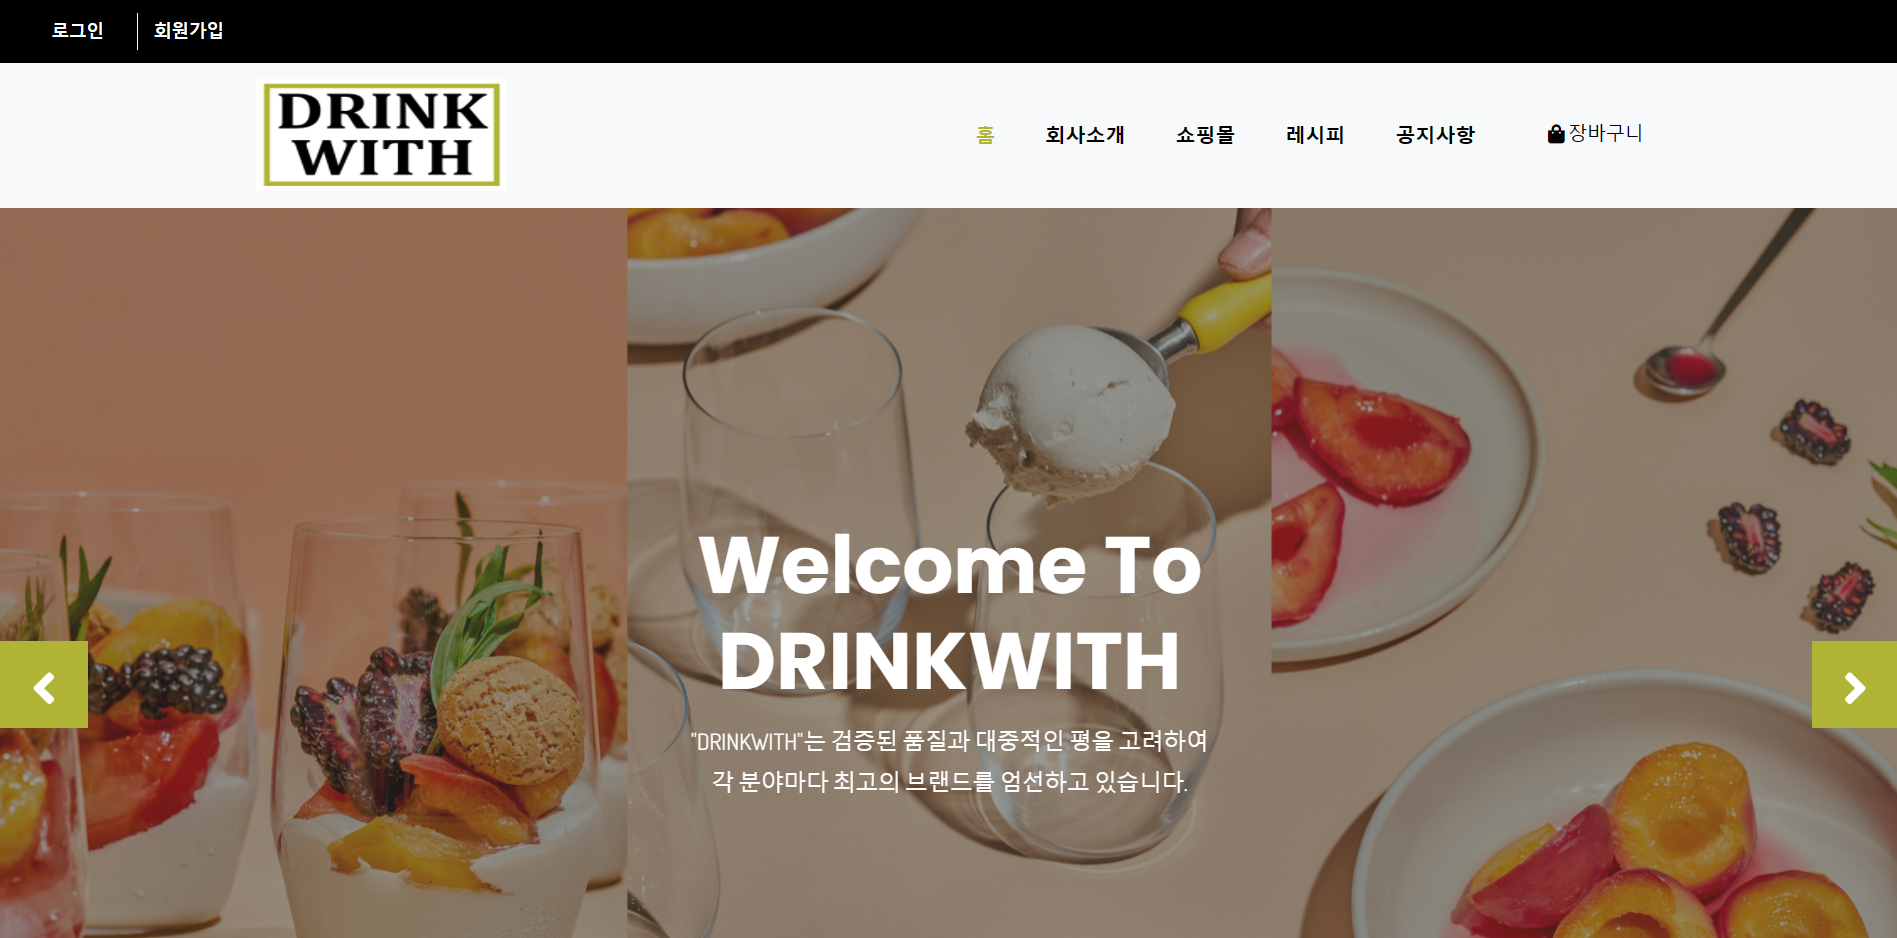 로그인
회원가입
DRINK
WITH
홈
회사소개
쇼핑몰
레시피
공지사항
장바구니
Welcome To
DRINKWITH
"DRINKWITH"는 검증된 품질과 대중적인 평을 고려하여
각 분야마다 최고의 브랜드를 엄선하고 있습니다.